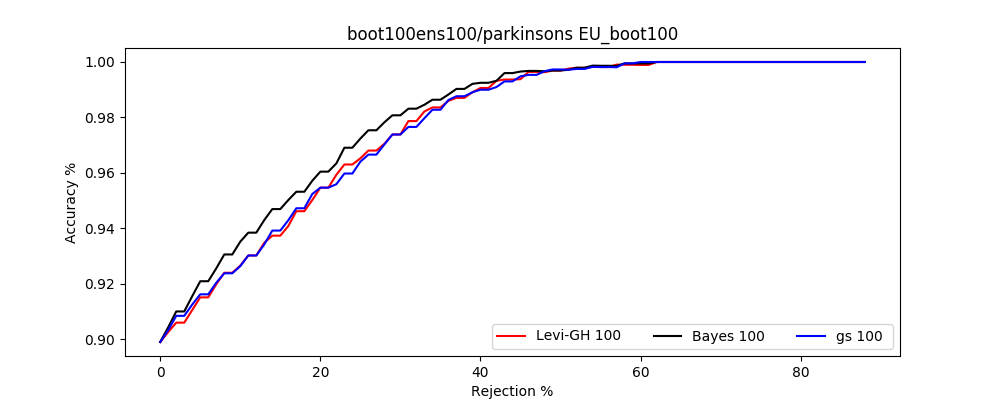 boot100ens100/parkinsons EU_boot100
Accuracy %
1.00
0.98
0.96
0.94
0.92
0.90
Levi-GH 100 Bayes 100 gs 100
0 20 40 60 80
Rejection %